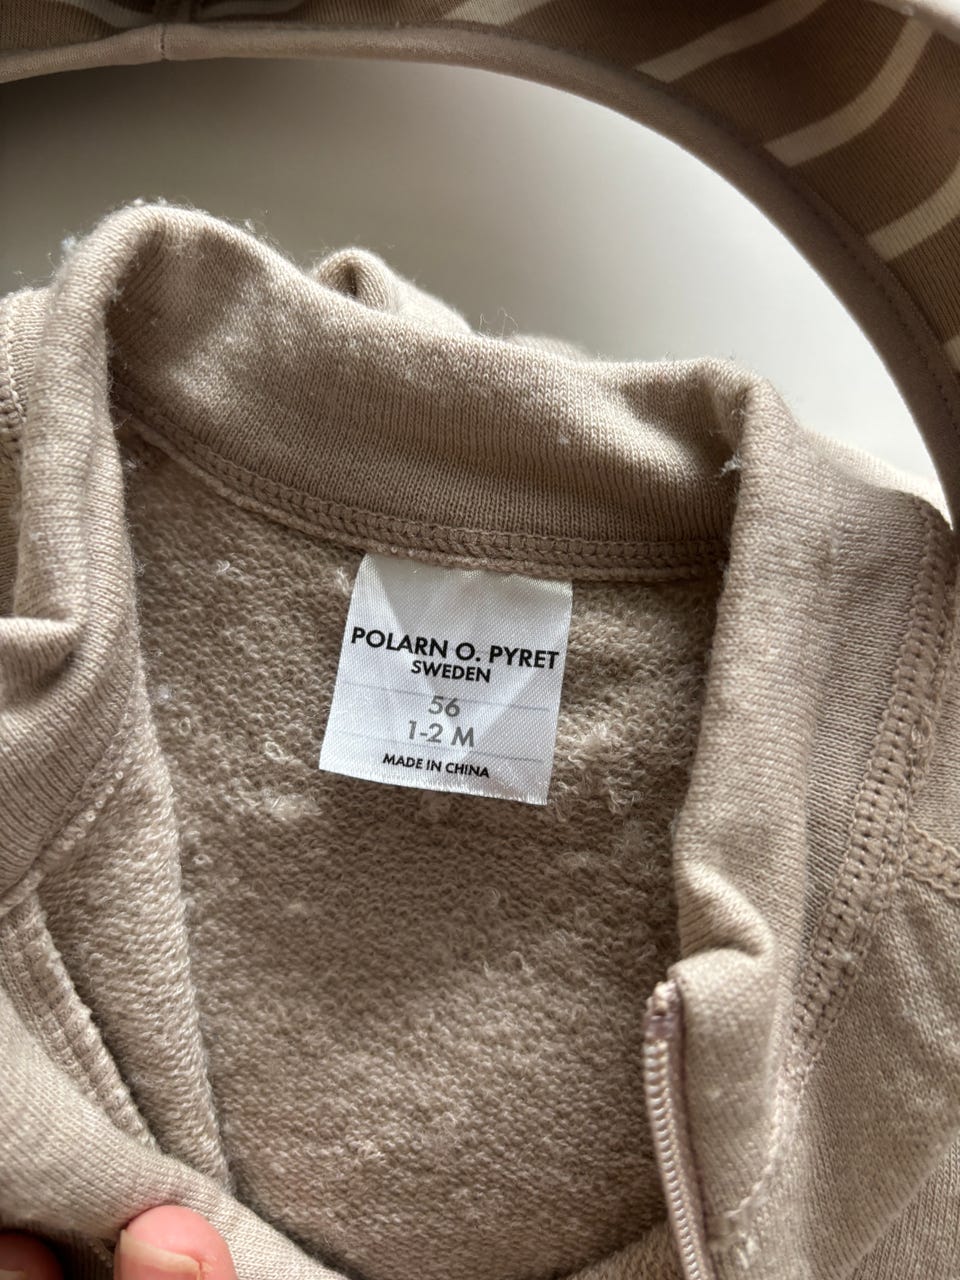 POLARN O. PYRET
SWEDEN
56
1-2 M
MADE IN CHINA